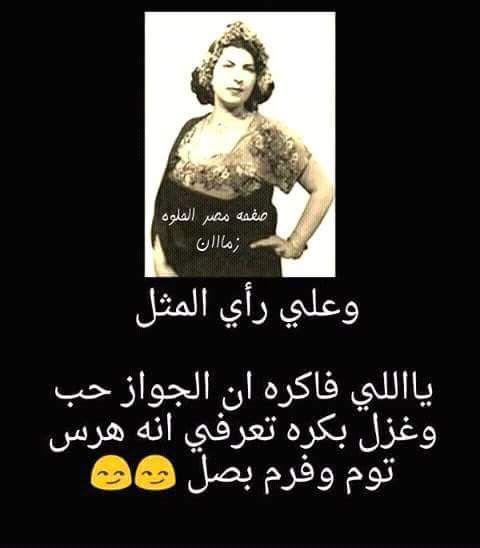 صفحه مصر الحلوه
زماااان
وعلي رأي المثل
يااللي فاكره ان الجواز حب
وغزل بكره تعرفي انه هرس
توم وفرم بصل 😏😏